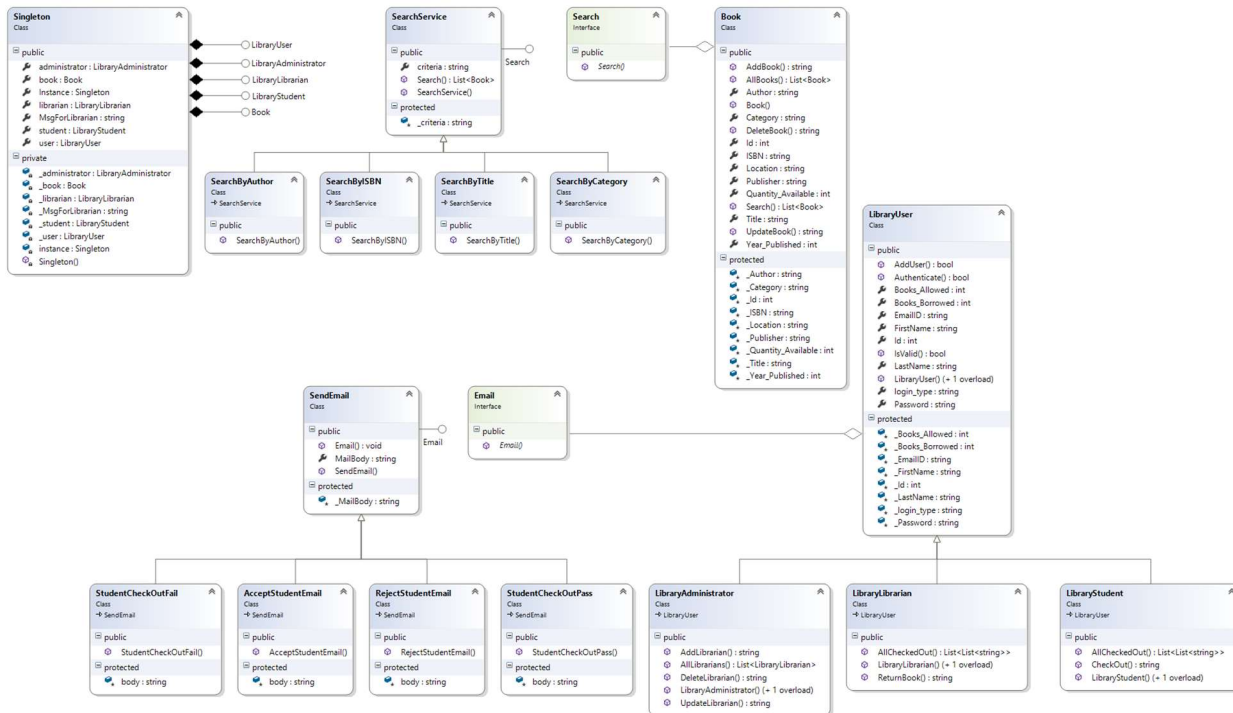 Singleton
Class
public
administrator : LibraryAdministrator
book : Book
Instance : Singleton
librarian : LibraryLibrarian
MsgForLibrarian : string
student : LibraryStudent
user : LibraryUser
private
_administrator : LibraryAdministrator
_book : Book
_librarian : LibraryLibrarian
_MsgForLibrarian : string
_student : LibraryStudent
_user : LibraryUser
instance : Singleton
Singleton()
LibraryUser
LibraryAdministrator
LibraryLibrarian
LibraryStudent
Book
SearchService
Class
public
criteria : string
Search() : List<Book>
SearchService()
protected
_criteria : string
Search
Search
Interface
public
Search()
Book
Class
public
AddBook() : string
AllBooks() : List<Book>
Author : string
Book()
Category : string
DeleteBook() : string
Id : int
ISBN : string
Location : string
Publisher : string
Quantity_Available : int
Search() : List<Book>
Title : string
UpdateBook() : string
Year_Published : int
protected
_Author : string
_Category : string
_Id : int
_ISBN : string
_Location : string
_Publisher : string
_Quantity_Available : int
_Title : string
_Year_Published : int
SearchByAuthor
Class
SearchService
public
SearchByAuthor()
SearchByISBN
Class
SearchService
public
SearchByISBN()
SearchByTitle
Class
SearchService
public
SearchByTitle()
SearchByCategory
Class
SearchService
public
SearchByCategory()
LibraryUser
Class
public
AddUser() : bool
Authenticate() : bool
Books_Allowed : int
Books_Borrowed : int
EmailID : string
FirstName : string
Id : int
IsValid() : bool
LastName : string
LibraryUser() (+ 1 overload)
login_type : string
Password : string
protected
_Books_Allowed : int
_Books_Borrowed : int
_EmailID : string
_FirstName : string
_Id : int
_LastName : string
_login_type : string
_Password : string
SendEmail
Class
public
Email() : void
MailBody : string
SendEmail()
protected
_MailBody : string
Email
Email
Interface
public
Email()
StudentCheckOutFail
Class
SendEmail
public
StudentCheckOutFail()
protected
body : string
AcceptStudentEmail
Class
SendEmail
public
AcceptStudentEmail()
protected
body : string
RejectStudentEmail
Class
SendEmail
public
RejectStudentEmail()
protected
body : string
StudentCheckOutPass
Class
SendEmail
public
StudentCheckOutPass()
protected
body : string
LibraryAdministrator
Class
LibraryUser
public
AddLibrarian() : string
AllLibrarians() : List<LibraryLibrarian>
DeleteLibrarian() : string
LibraryAdministrator() (+ 1 overload)
UpdateLibrarian() : string
LibraryLibrarian
Class
LibraryUser
public
AllCheckedOut() : List<List<string>>
LibraryLibrarian() (+ 1 overload)
ReturnBook() : string
LibraryStudent
Class
LibraryUser
public
AllCheckedOut() : List<List<string>>
CheckOut() : string
LibraryStudent() (+ 1 overload)